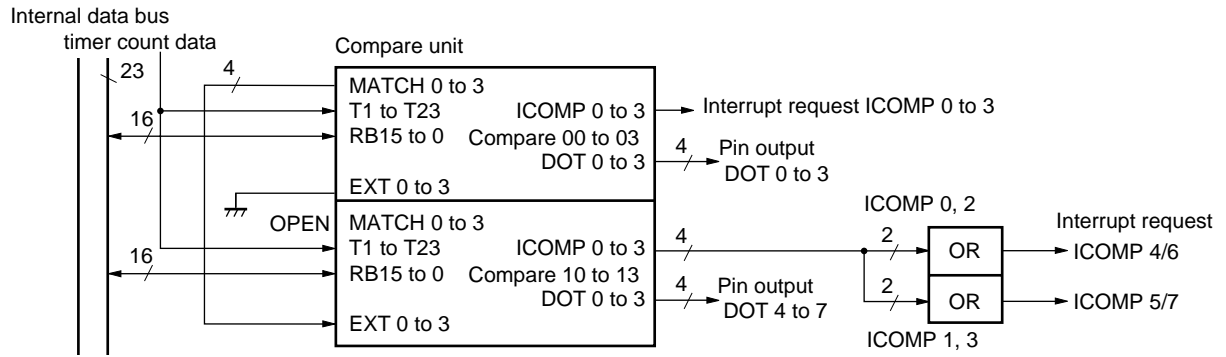 Internal data bus
timer count data
23
4
Compare unit
MATCH 0 to 3
T1 to T23
ICOMP 0 to 3
Interrupt request ICOMP 0 to 3
16
RB15 to 0
Compare 00 to 03
DOT 0 to 3
4
Pin output
DOT 0 to 3
EXT 0 to 3
OPEN
MATCH 0 to 3
T1 to T23
ICOMP 0 to 3
4
ICOMP 0, 2
2
OR
Interrupt request
ICOMP 4/6
16
RB15 to 0
Compare 10 to 13
DOT 0 to 3
4
Pin output
DOT 4 to 7
2
OR
ICOMP 5/7
EXT 0 to 3
ICOMP 1, 3